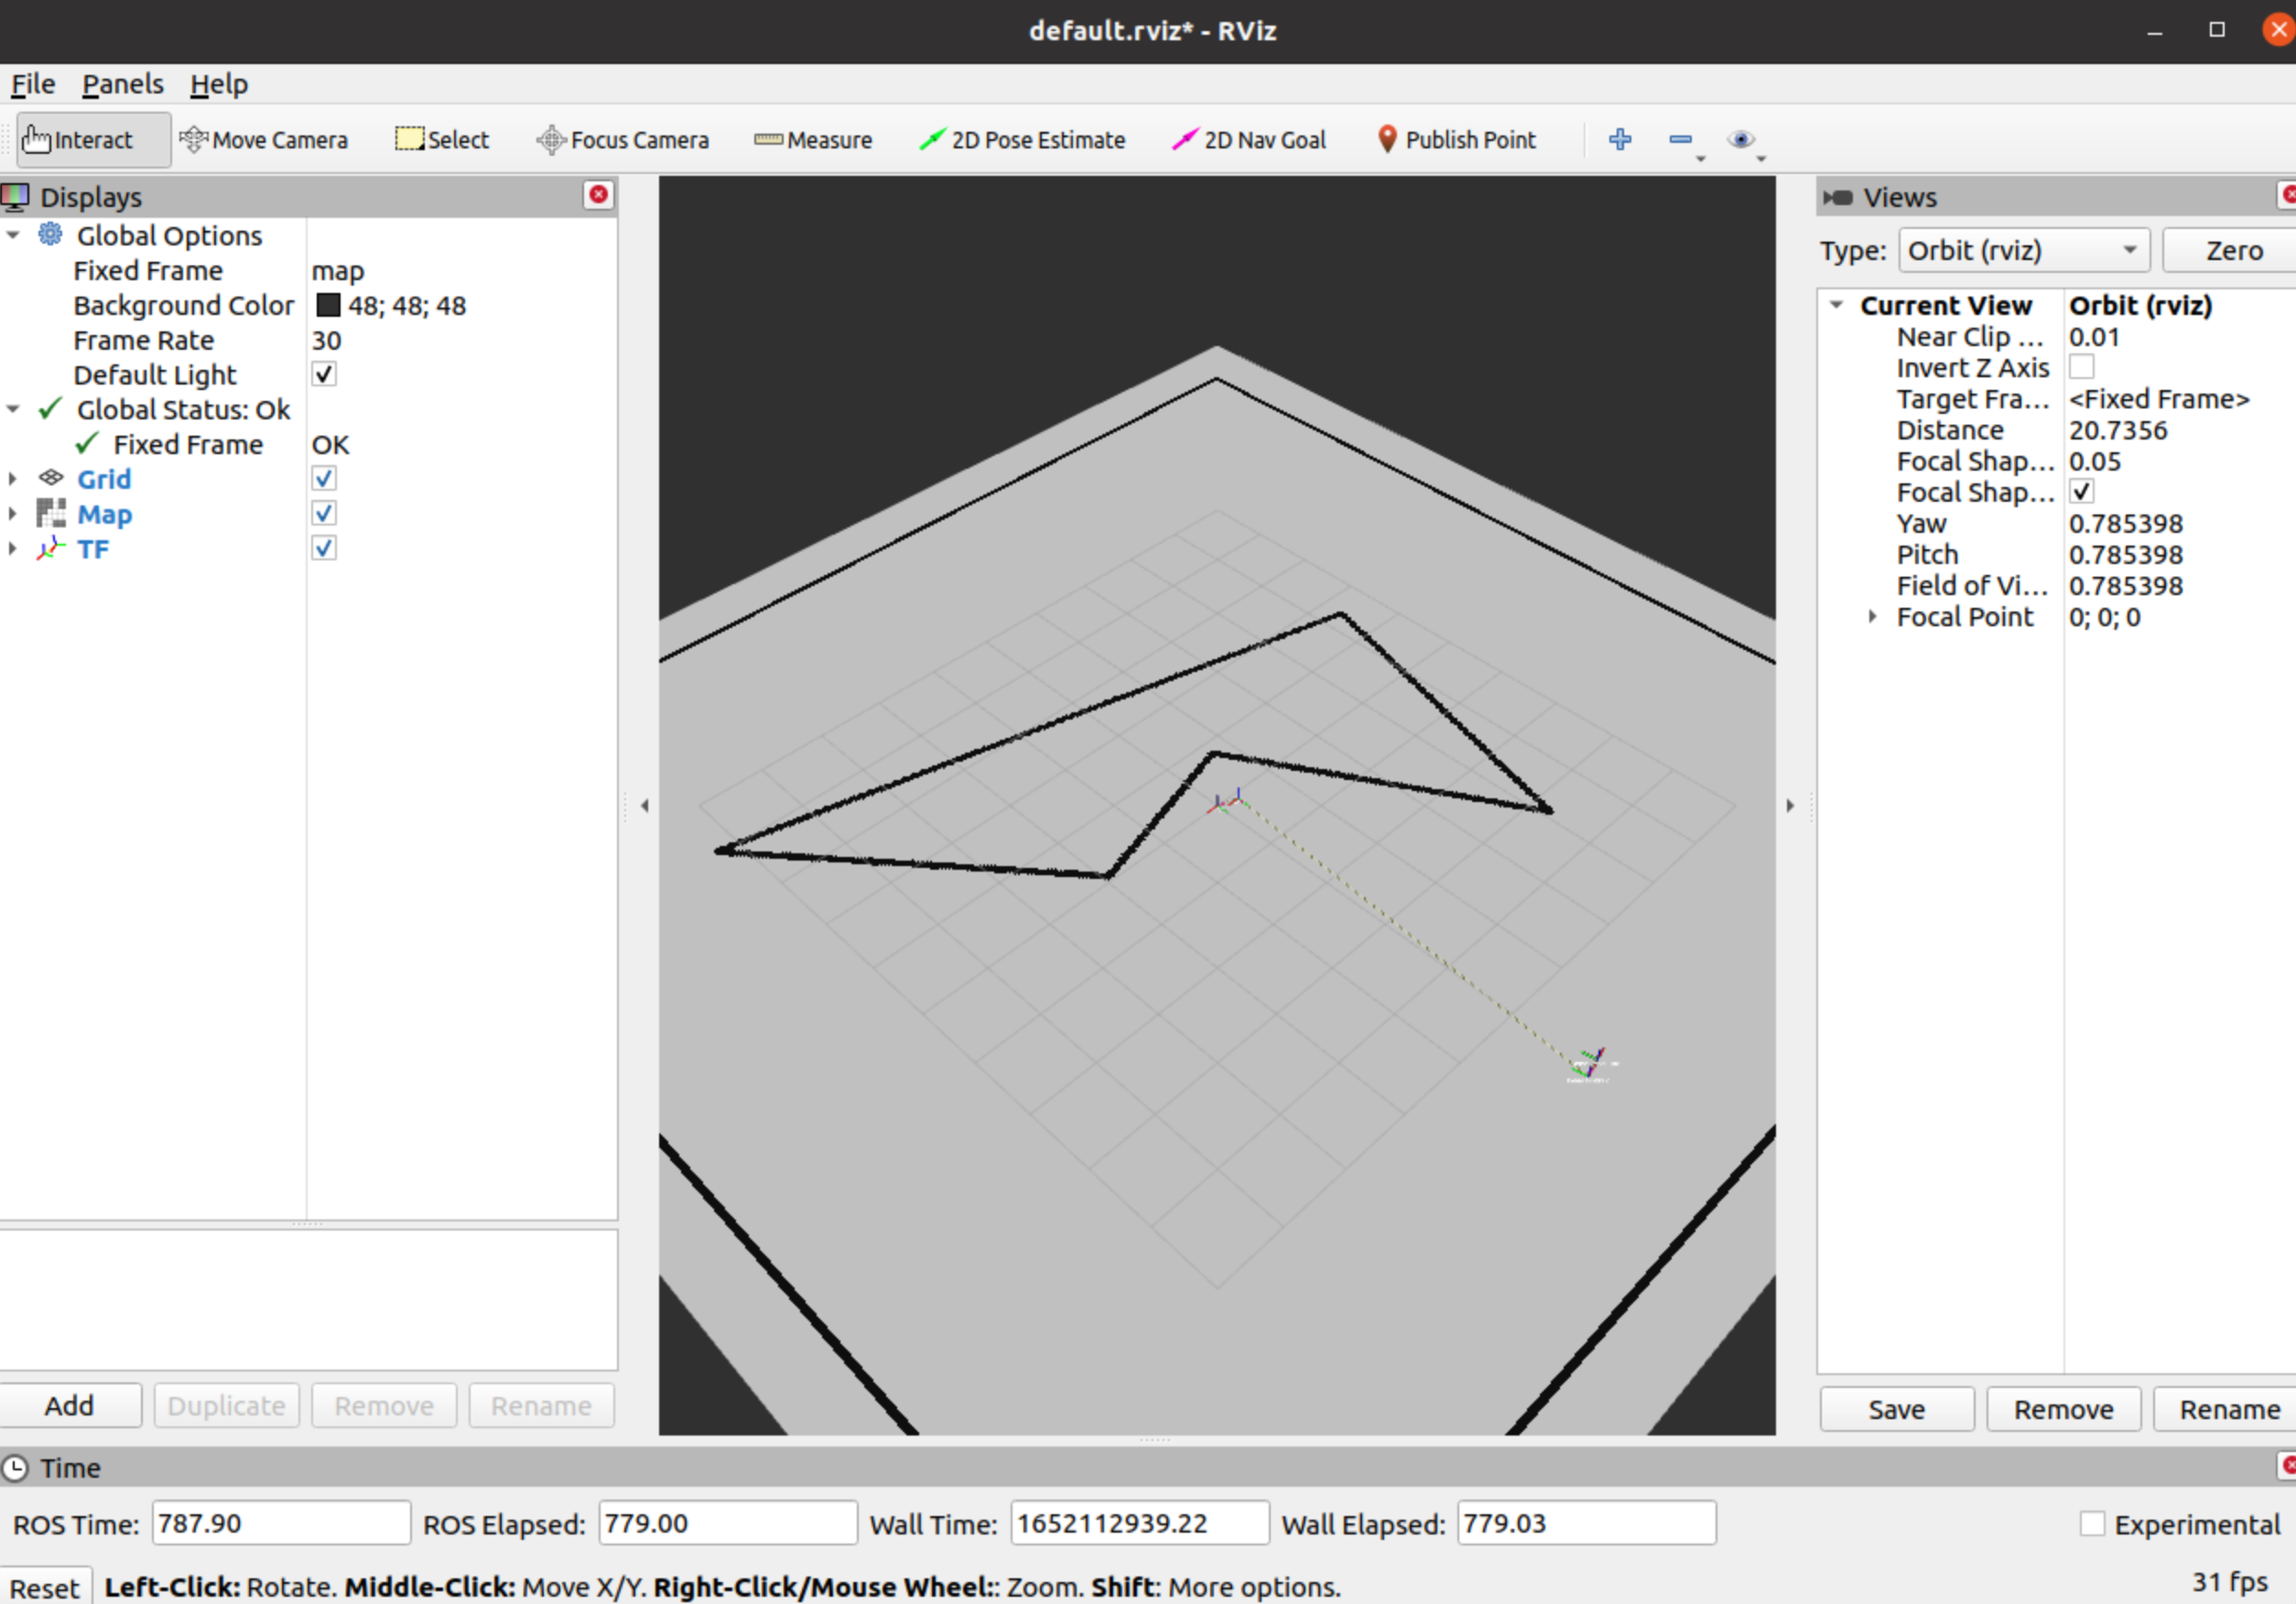 default.rviz* - RViz
File Panels Help
Interact Move Camera Select Focus Camera Measure 2D Pose Estimate 2D Nav Goal Publish Point
Displays
Global Options
Fixed Frame map
Background Color 48; 48; 48
Frame Rate 30
Default Light
Global Status: Ok
Fixed Frame OK
Grid
Map
TF
Add Duplicate Remove Rename
Views
Type: Orbit (rviz) Zero
Current View Orbit (rviz)
Near Clip ... 0.01
Invert Z Axis
Target Fra... <Fixed Frame>
Distance 20.7356
Focal Shap... 0.05
Focal Shap...
Yaw 0.785398
Pitch 0.785398
Field of Vi... 0.785398
Focal Point 0; 0; 0
Save Remove Rename
Time
ROS Time: 787.90 ROS Elapsed: 779.00 Wall Time: 1652112939.22 Wall Elapsed: 779.03 Experimental
Reset Left-Click: Rotate. Middle-Click: Move X/Y. Right-Click/Mouse Wheel:: Zoom. Shift: More options. 31 fps